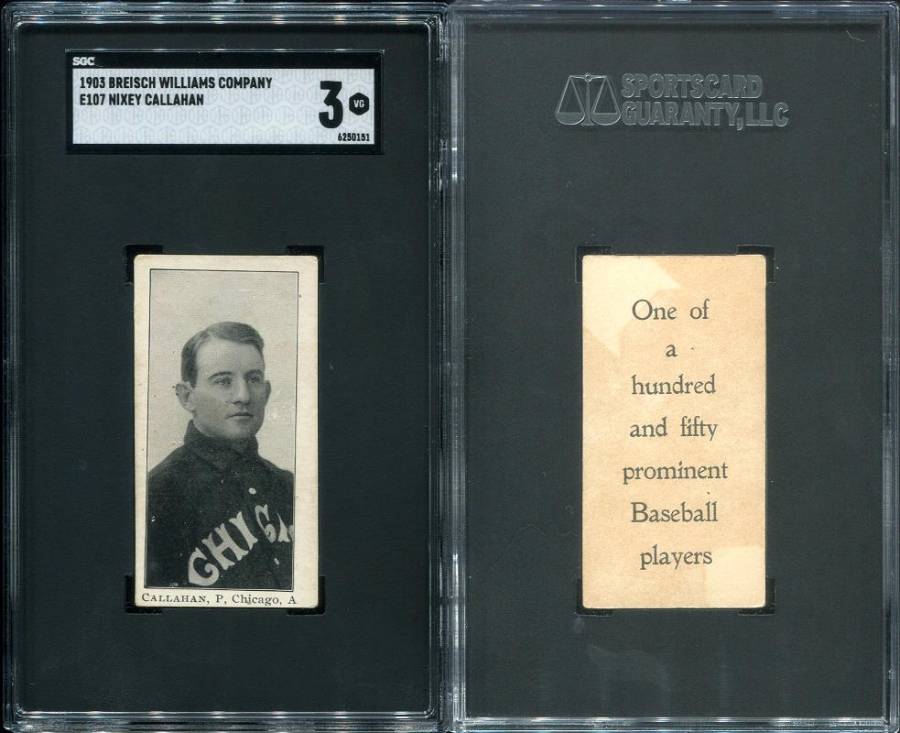 SGC
1903 BREISCH WILLIAMS COMPANY
E107 NIXEY CALLAHAN
3 VG
6250151
CHICA
CALLAHAN, P, Chicago, A
SPORTSCARD
GUARANTY, LLC
One of
a
hundred
and fifty
prominent
Baseball
players